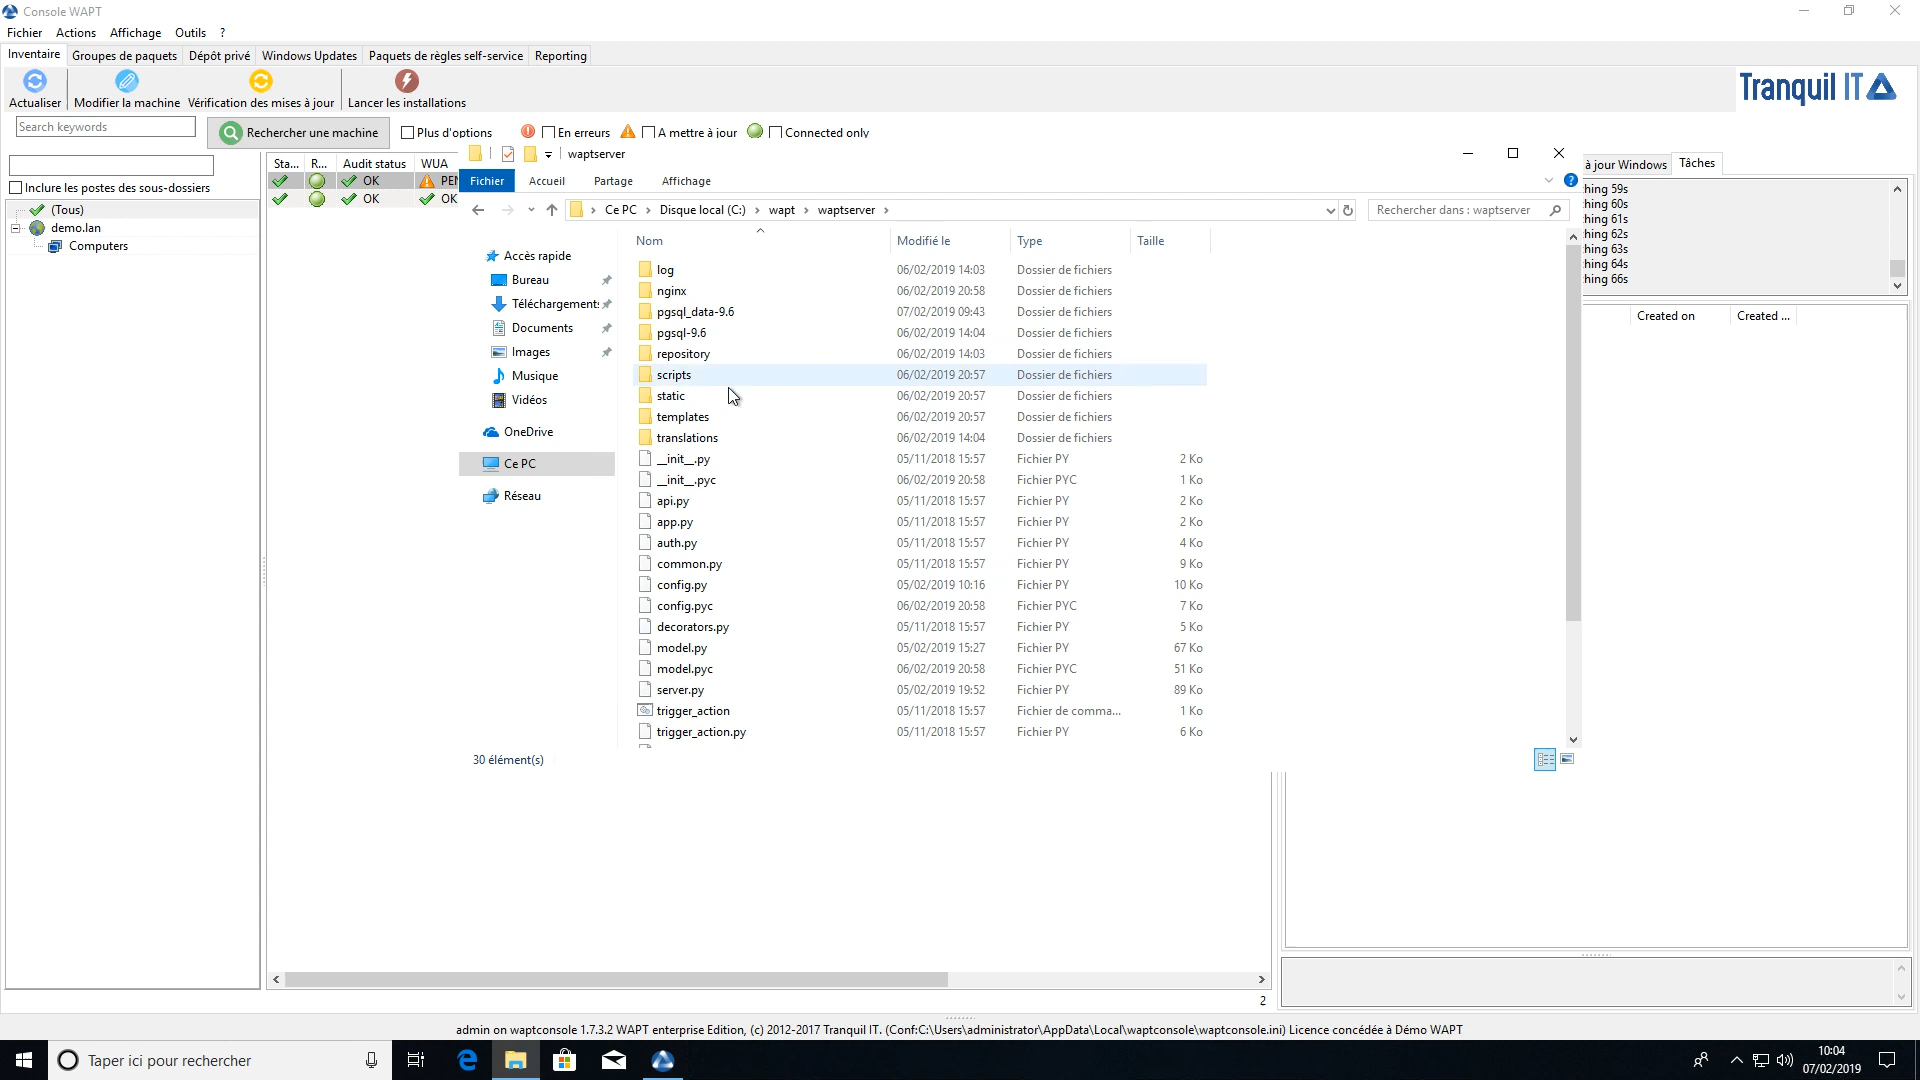 Console WAPT
Fichier Actions Affichage Outils ?
Inventaire Groupes de paquets Dépôt privé Windows Updates Paquets de règles self-service Reporting
Actualiser Modifier la machine Vérification des mises à jour Lancer les installations
Tranquil IT
Search keywords Rechercher une machine Plus d'options En erreurs A mettre à jour Connected only
Inclure les postes des sous-dossiers
(Tous)
demo.lan
Computers
Sta... R... Audit status WUA
OK PEN
OK OK
waptserver
Fichier Accueil Partage Affichage
Ce PC Disque local (C:) wapt waptserver Rechercher dans : waptserver
Accès rapide
Bureau
Téléchargements
Documents
Images
Musique
Vidéos
OneDrive
Ce PC
Réseau
Nom Modifié le Type Taille
log 06/02/2019 14:03 Dossier de fichiers
nginx 06/02/2019 20:58 Dossier de fichiers
pgsql_data-9.6 07/02/2019 09:43 Dossier de fichiers
pgsql-9.6 06/02/2019 14:04 Dossier de fichiers
repository 06/02/2019 14:03 Dossier de fichiers
scripts 06/02/2019 20:57 Dossier de fichiers
static 06/02/2019 20:57 Dossier de fichiers
templates 06/02/2019 20:57 Dossier de fichiers
translations 06/02/2019 14:04 Dossier de fichiers
__init__.py 05/11/2018 15:57 Fichier PY 2 Ko
__init__.pyc 06/02/2019 20:58 Fichier PYC 1 Ko
api.py 05/11/2018 15:57 Fichier PY 2 Ko
app.py 05/11/2018 15:57 Fichier PY 2 Ko
auth.py 05/11/2018 15:57 Fichier PY 4 Ko
common.py 05/11/2018 15:57 Fichier PY 9 Ko
config.py 05/02/2019 10:16 Fichier PY 10 Ko
config.pyc 06/02/2019 20:58 Fichier PYC 7 Ko
decorators.py 05/11/2018 15:57 Fichier PY 5 Ko
model.py 05/02/2019 15:27 Fichier PY 67 Ko
model.pyc 06/02/2019 20:58 Fichier PYC 51 Ko
server.py 05/02/2019 19:52 Fichier PY 89 Ko
trigger_action 05/11/2018 15:57 Fichier de comma... 1 Ko
trigger_action.py 05/11/2018 15:57 Fichier PY 6 Ko
30 élément(s)
à jour Windows Tâches
hing 59s
hing 60s
hing 61s
hing 62s
hing 63s
hing 64s
hing 66s
Created on Created ...
2
admin on waptconsole 1.7.3.2 WAPT enterprise Edition, (c) 2012-2017 Tranquil IT. (Conf:C:\Users\administrator\AppData\Local\waptconsole\waptconsole.ini) Licence concédée à Démo WAPT
Taper ici pour rechercher
10:04
07/02/2019